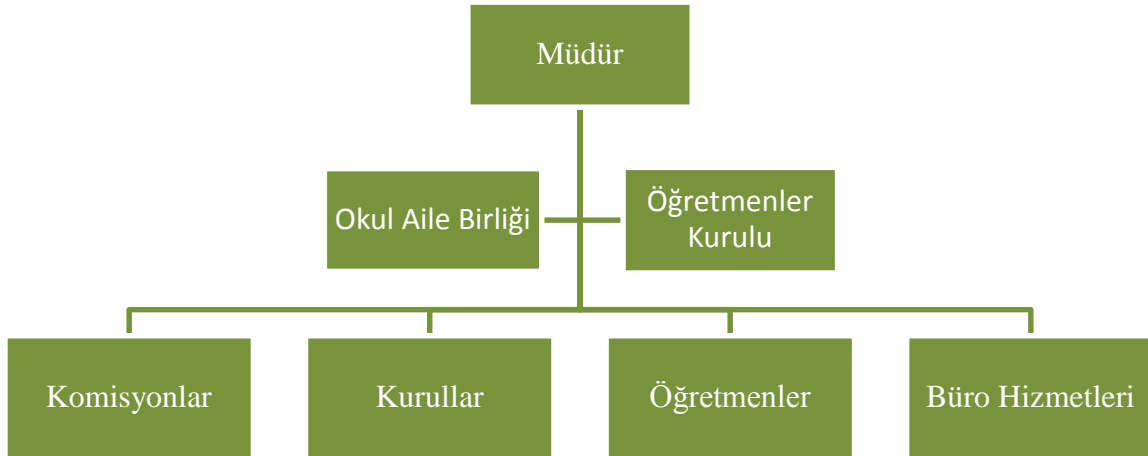 Müdür
Okul Aile Birliği
Öğretmenler
Kurulu
Komisyonlar
Kurullar
Öğretmenler
Büro Hizmetleri